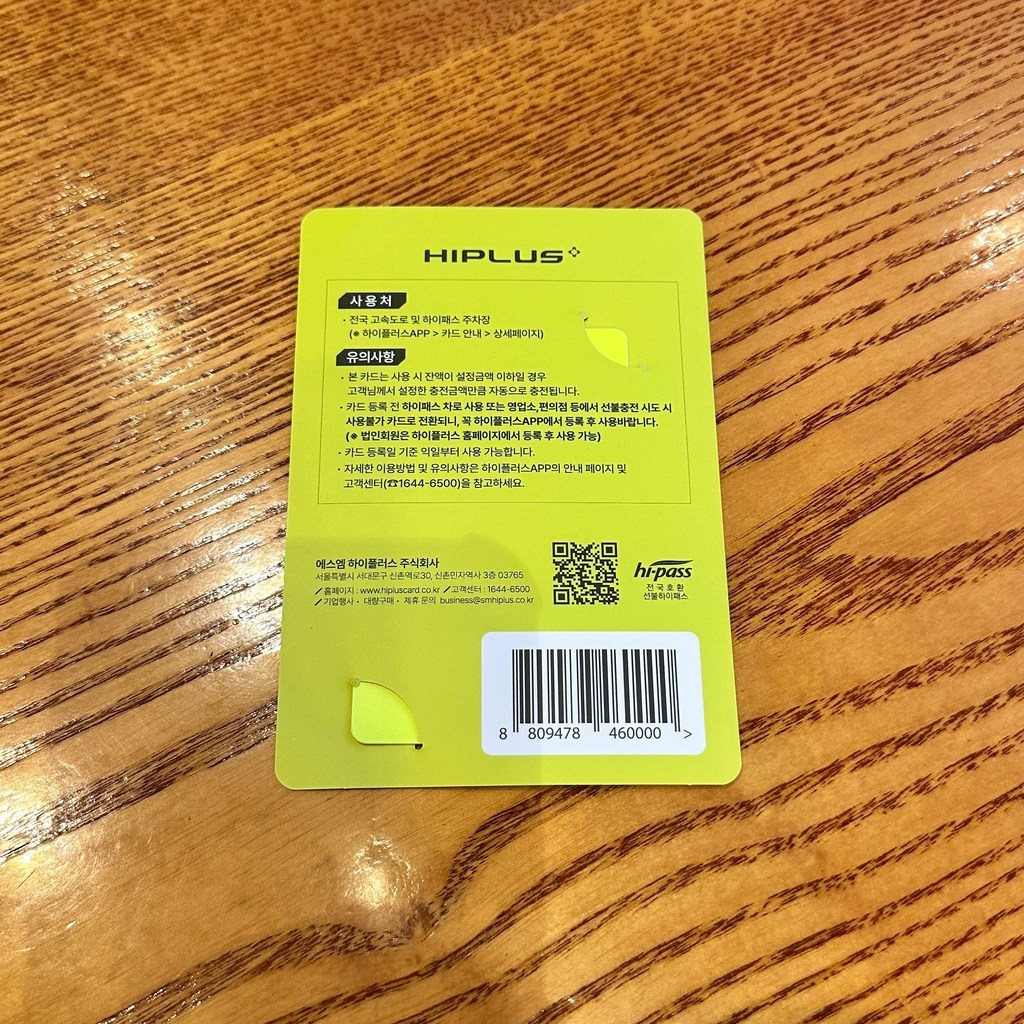 HIPLUS
사용처
· 전국 고속도로 및 하이패스 주차장
(※ 하이플러스APP > 카드 안내 > 상세페이지)
유의사항
· 본 카드는 사용 시 잔액이 설정금액 이하일 경우
고객님께서 설정한 충전금액만큼 자동으로 충전됩니다.
· 카드 등록 전 하이패스 차로 사용 또는 영업소,편의점 등에서 선불충전 시도 시
사용불가 카드로 전환되니, 꼭 하이플러스APP에서 등록 후 사용바랍니다.
(※ 법인회원은 하이플러스 홈페이지에서 등록 후 사용 가능)
· 카드 등록일 기준 익일부터 사용 가능합니다.
· 자세한 이용방법 및 유의사항은 하이플러스APP의 안내 페이지 및
고객센터(☎1644-6500)을 참고하세요.
에스엠 하이플러스 주식회사
서울특별시 서대문구 신촌역로30, 신촌민자역사 3층 03765
/ 홈페이지 : www.hipluscard.co.kr / 고객센터 : 1644-6500
/ 기업행사 · 대량구매 · 제휴 문의 business@smhiplus.co.kr
hi-pass
전국호환
선불하이패스
8 809478 460000 >